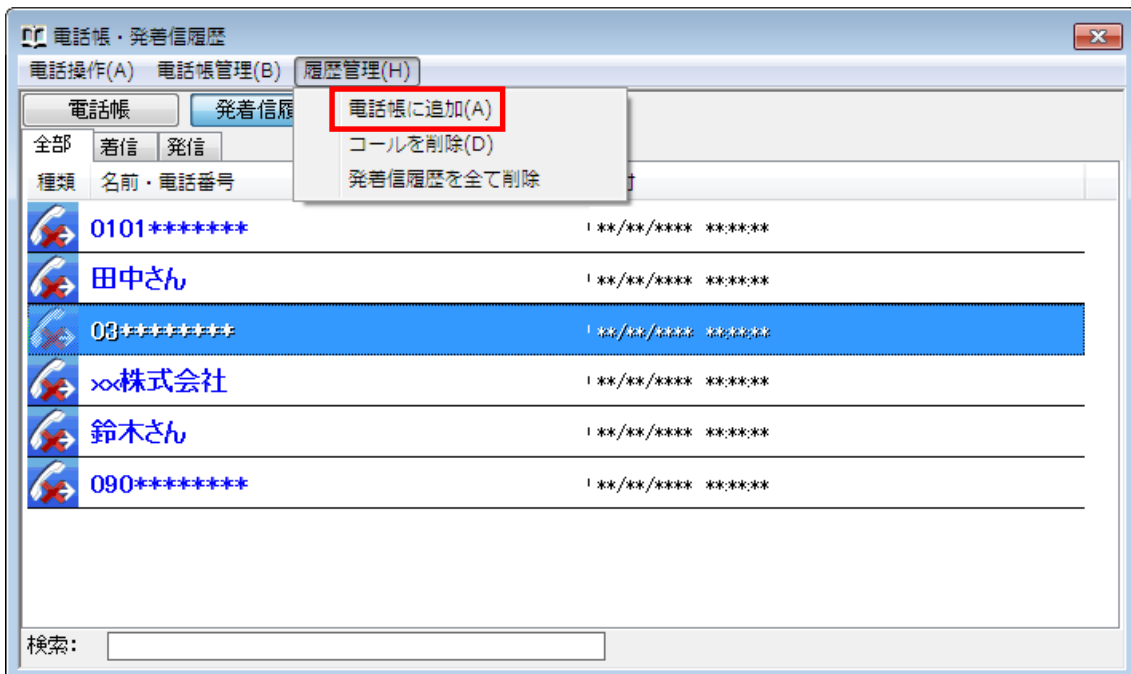 電話帳・発着信履歴
電話操作(A) 電話帳管理(B) 履歴管理(H)
電話帳 発着信履
電話帳に追加(A)
コールを削除(D)
発着信履歴を全て削除
全部 着信 発信
種類 名前・電話番号
0101******* **/**/**** **:**:**
田中さん **/**/**** **:**:**
03******** **/**/**** **:**:**
xx株式会社 **/**/**** **:**:**
鈴木さん **/**/**** **:**:**
090******** **/**/**** **:**:**
検索: